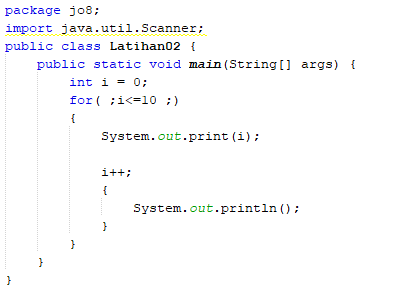 package jo8;
import java.util.Scanner;
public class Latihan02 {
    public static void main(String[] args) {
        int i = 0;
        for( ;i<=10 ;)
        {
            System.out.print(i);

            i++;
            {
                System.out.println();
            }
        }
    }
}